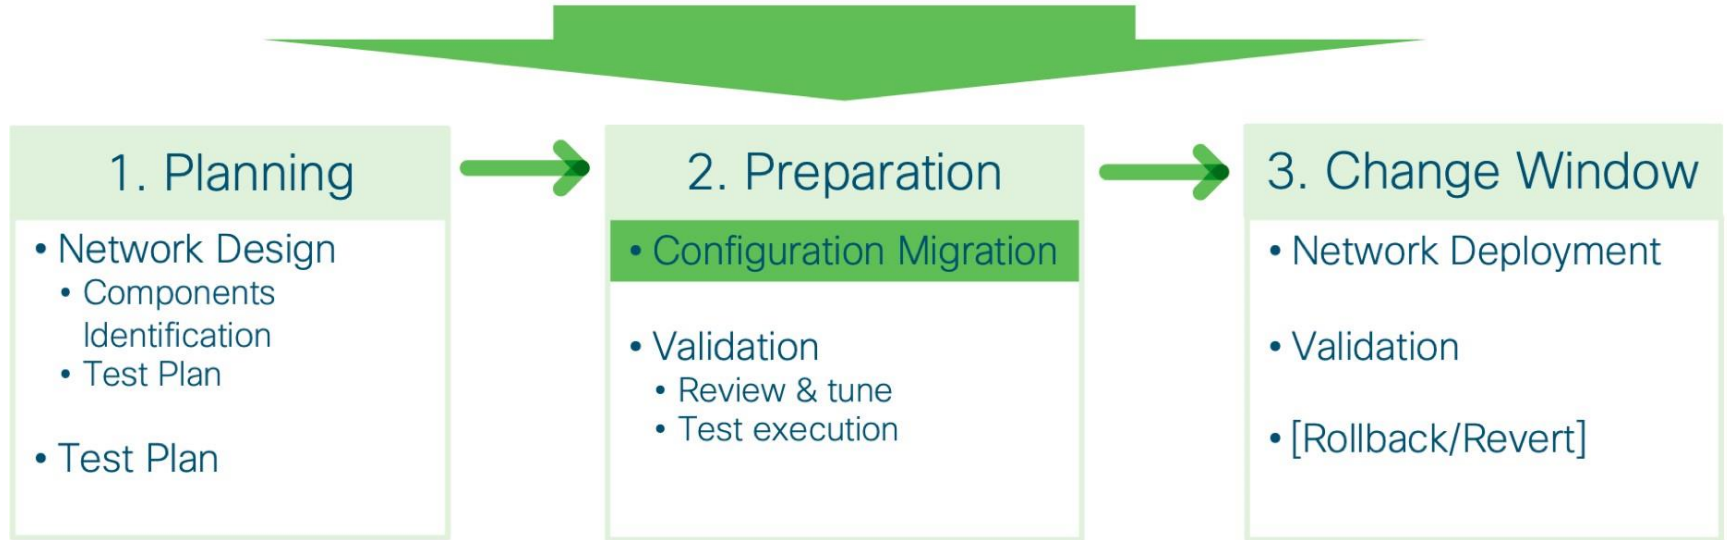 1. Planning
• Network Design
• Components
Identification
• Test Plan
• Test Plan
2. Preparation
• Configuration Migration
• Validation
• Review & tune
• Test execution
3. Change Window
• Network Deployment
• Validation
• [Rollback/Revert]